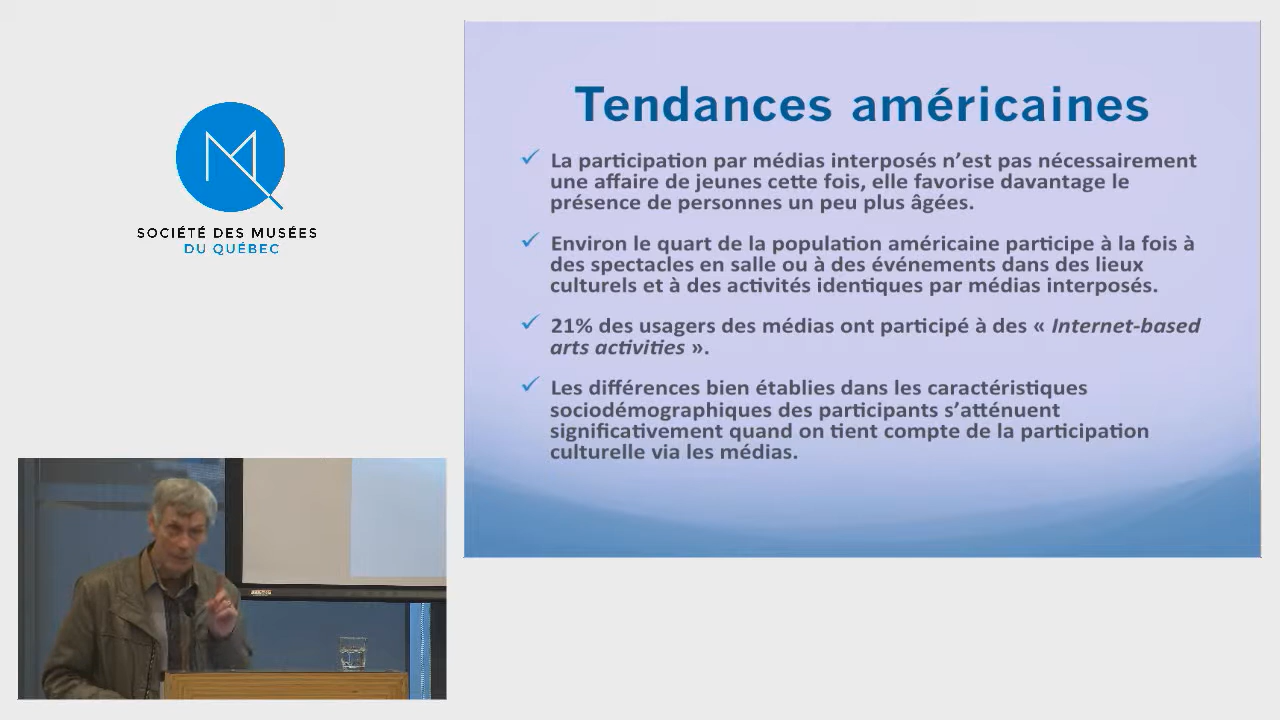 SOCIÉTÉ DES MUSÉES
DU QUÉBEC
Tendances américaines
La participation par médias interposés n’est pas nécessairement
une affaire de jeunes cette fois, elle favorise davantage le
présence de personnes un peu plus âgées.
Environ le quart de la population américaine participe à la fois à
des spectacles en salle ou à des événements dans des lieux
culturels et à des activités identiques par médias interposés.
21% des usagers des médias ont participé à des « Internet-based
arts activities ».
Les différences bien établies dans les caractéristiques
sociodémographiques des participants s’atténuent
significativement quand on tient compte de la participation
culturelle via les médias.